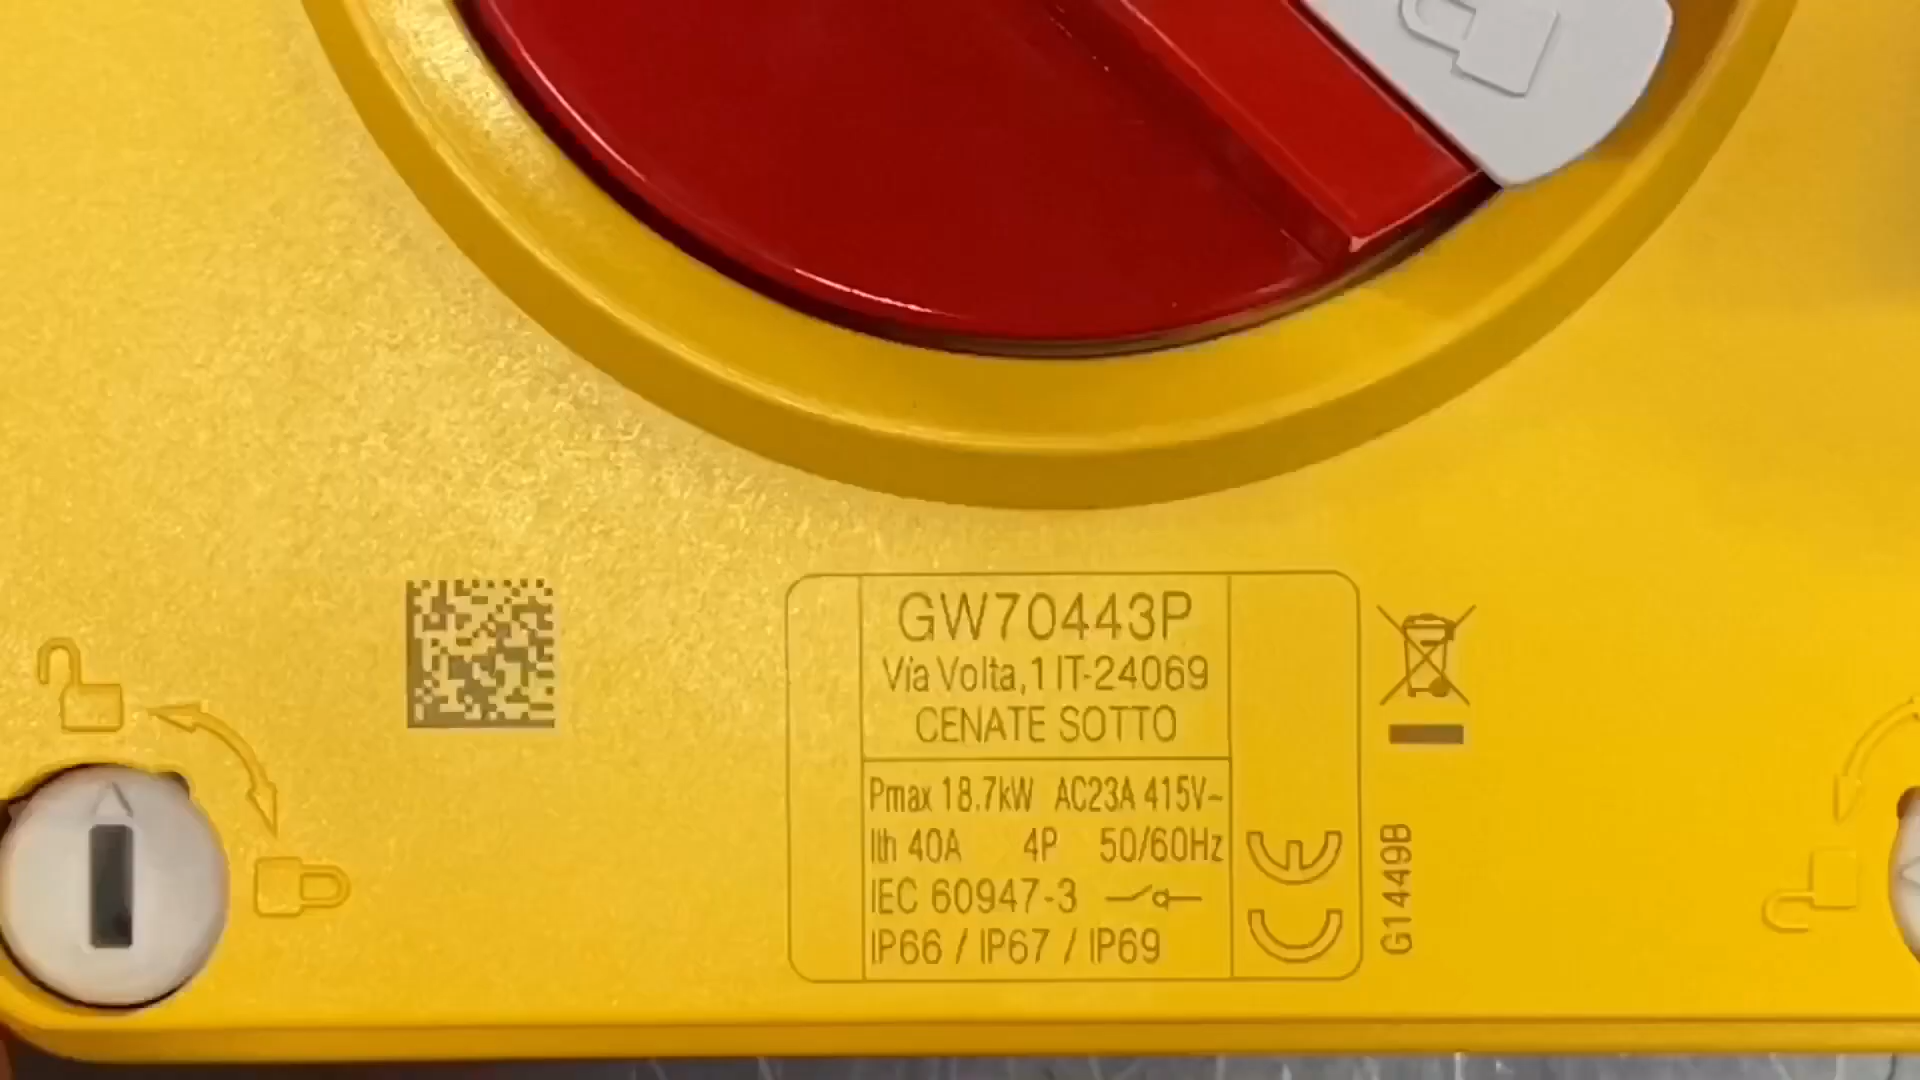 GW70443P
Via Volta,1 IT-24069
CENATE SOTTO
Pmax 18.7kW AC23A 415V~
Ith 40A 4P 50/60Hz
IEC 60947-3
IP66 / IP67 / IP69
CE
G1449B